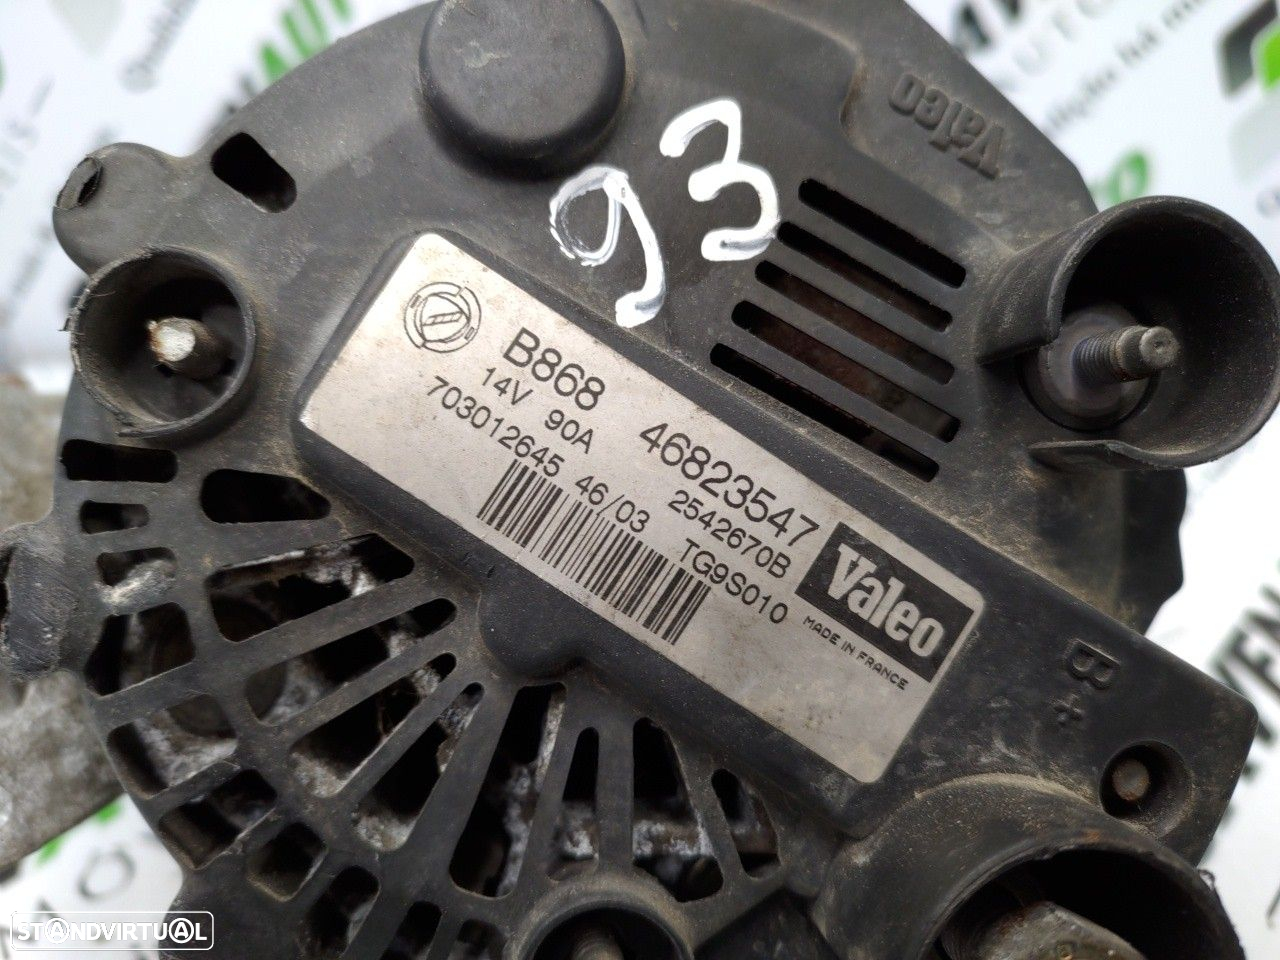 93
Valeo
B868 46823547
14V 90A 2542670B
703012645 46/03 TG9S010
Valeo
MADE IN FRANCE
B+
STANDVIRTUAL